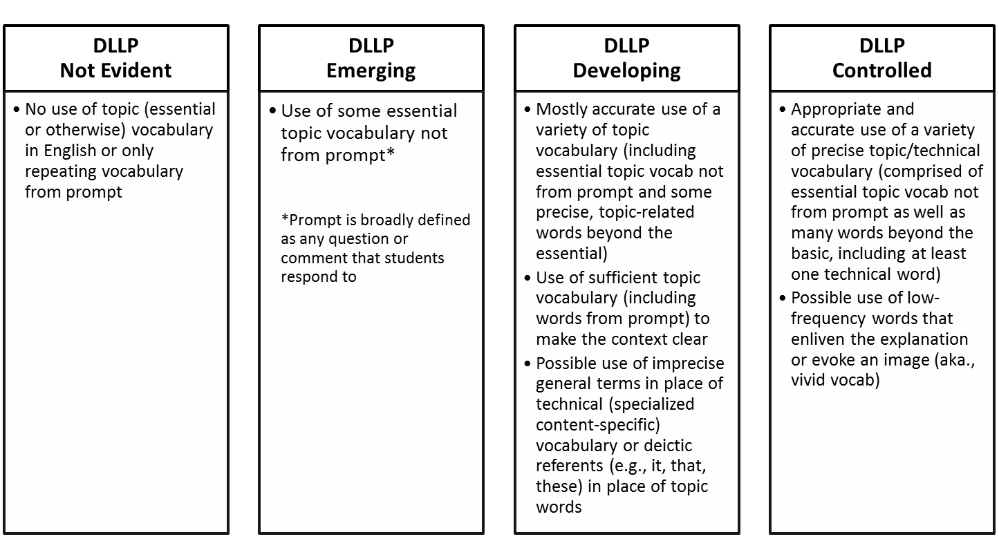 DLLP
Not Evident
• No use of topic (essential
or otherwise) vocabulary
in English or only
repeating vocabulary
from prompt
DLLP
Emerging
• Use of some essential
topic vocabulary not
from prompt*
*Prompt is broadly defined
as any question or
comment that students
respond to
DLLP
Developing
• Mostly accurate use of a
variety of topic
vocabulary (including
essential topic vocab not
from prompt and some
precise, topic-related
words beyond the
essential)
• Use of sufficient topic
vocabulary (including
words from prompt) to
make the context clear
• Possible use of imprecise
general terms in place of
technical (specialized
content-specific)
vocabulary or deictic
referents (e.g., it, that,
these) in place of topic
words
DLLP
Controlled
• Appropriate and
accurate use of a variety
of precise topic/technical
vocabulary (comprised of
essential topic vocab not
from prompt as well as
many words beyond the
basic, including at least
one technical word)
• Possible use of low-
frequency words that
enliven the explanation
or evoke an image (aka.,
vivid vocab)